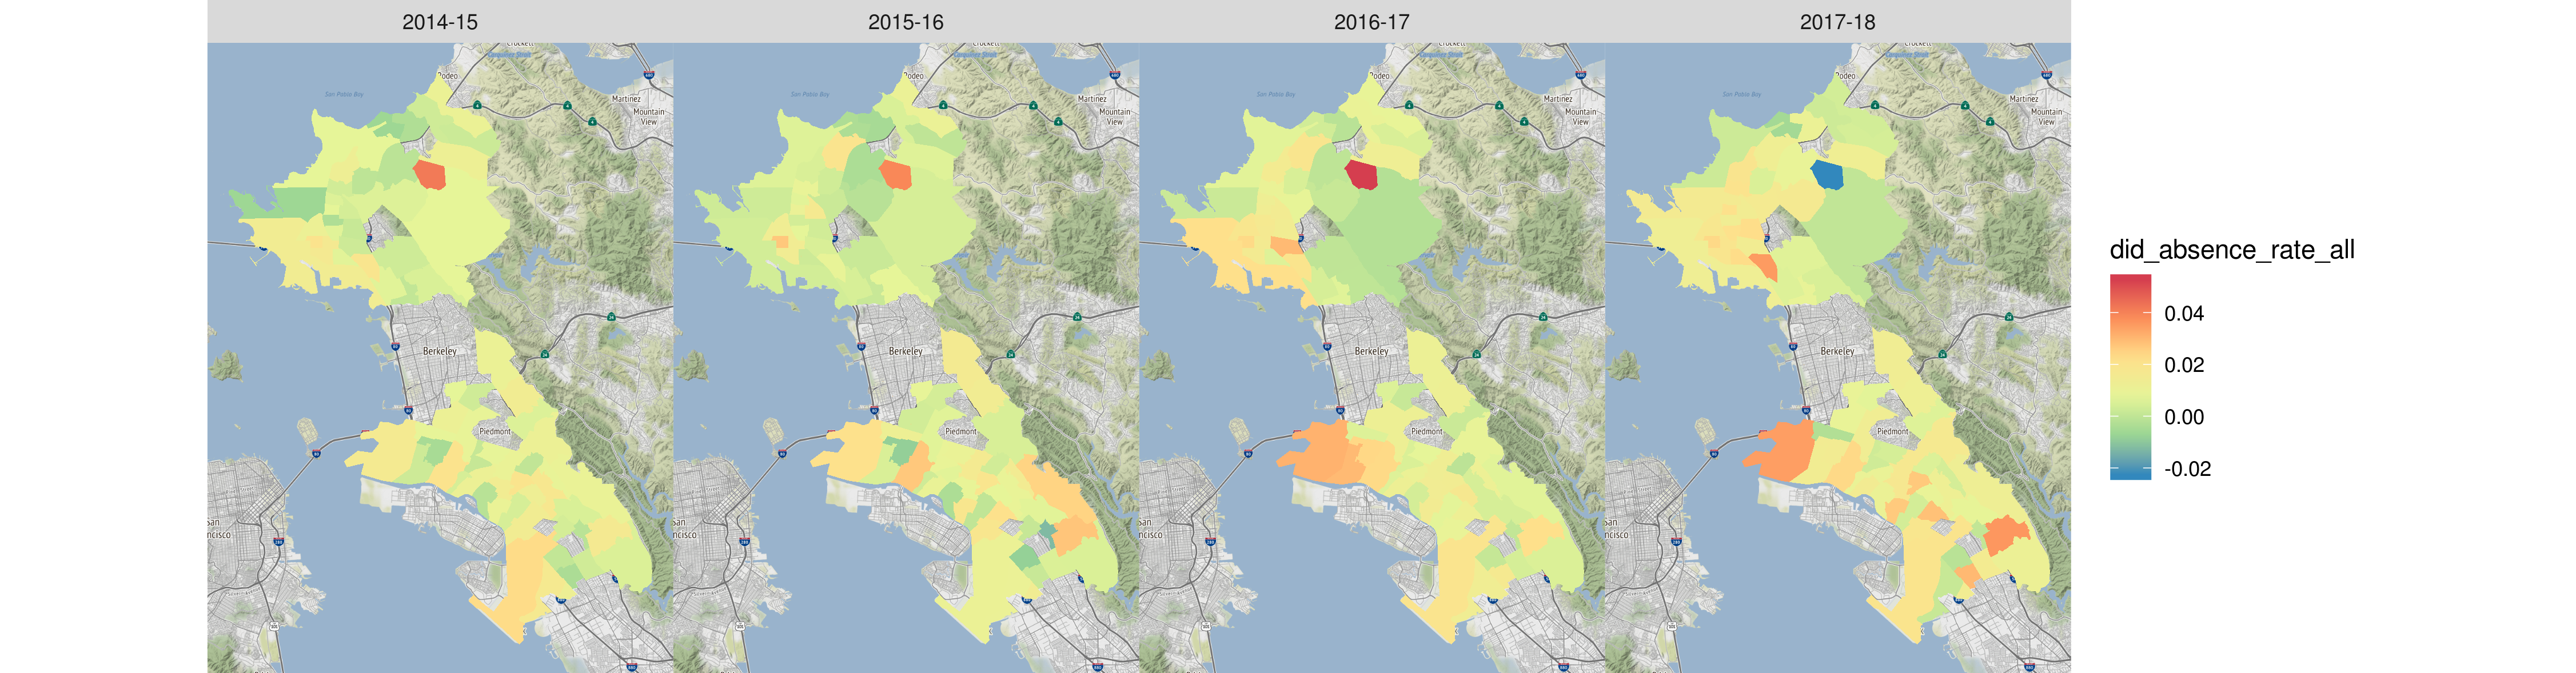 2014-15
2015-16
2016-17
2017-18
Crockett
Crockett
Crockett
Crockett
Rodeo
Rodeo
Rodeo
Rodeo
San Pablo Bay
San Pablo Bay
San Pablo Bay
San Pablo Bay
Martinez
Martinez
Martinez
Martinez
Mountain
View
Mountain
View
Mountain
View
Mountain
View
Berkeley
Berkeley
Berkeley
Berkeley
Piedmont
Piedmont
Piedmont
Piedmont
San
ncisco
San
ncisco
San
ncisco
San
ncisco
did_absence_rate_all
0.04
0.02
0.00
-0.02